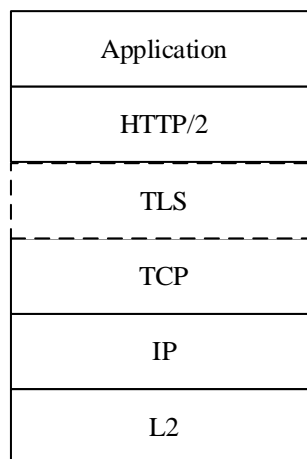 Application
HTTP/2
TLS
TCP
IP
L2